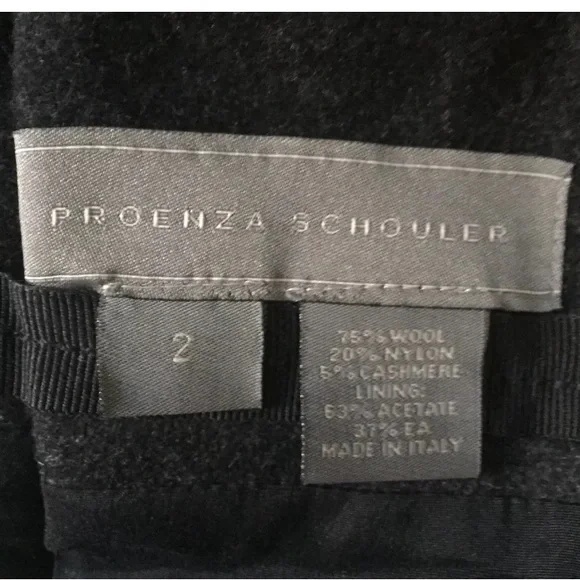 PROENZA SCHOULER
2
75% WOOL
20% NYLON
5% CASHMERE
LINING:
63% ACETATE
37% EA
MADE IN ITALY